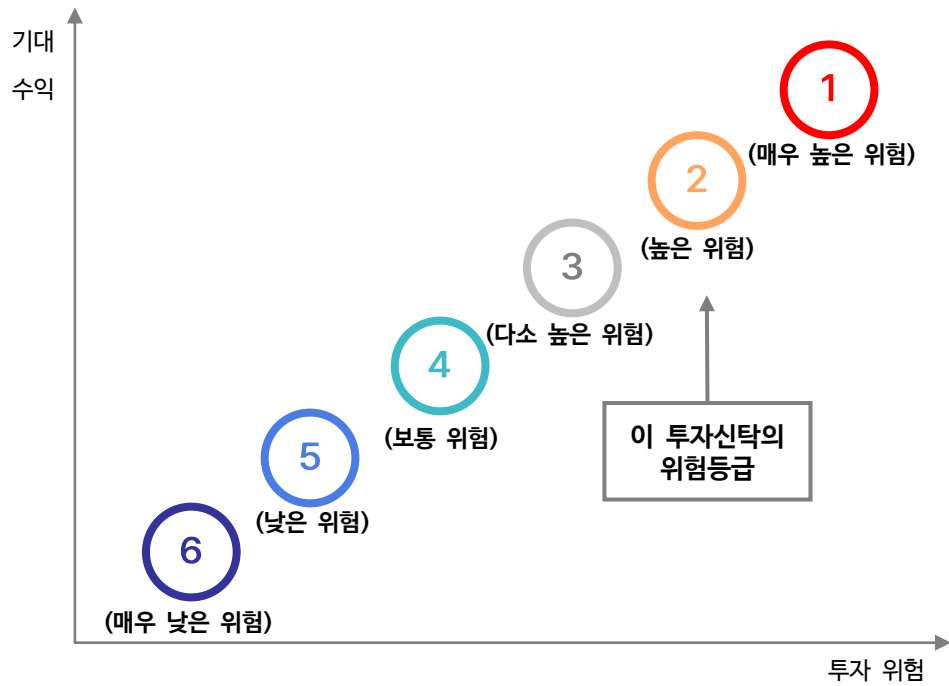 기대
수익
1
(매우 높은 위험)
2
(높은 위험)
3
(다소 높은 위험)
4
(보통 위험)
이 투자신탁의
위험등급
5
(낮은 위험)
6
(매우 낮은 위험)
투자 위험